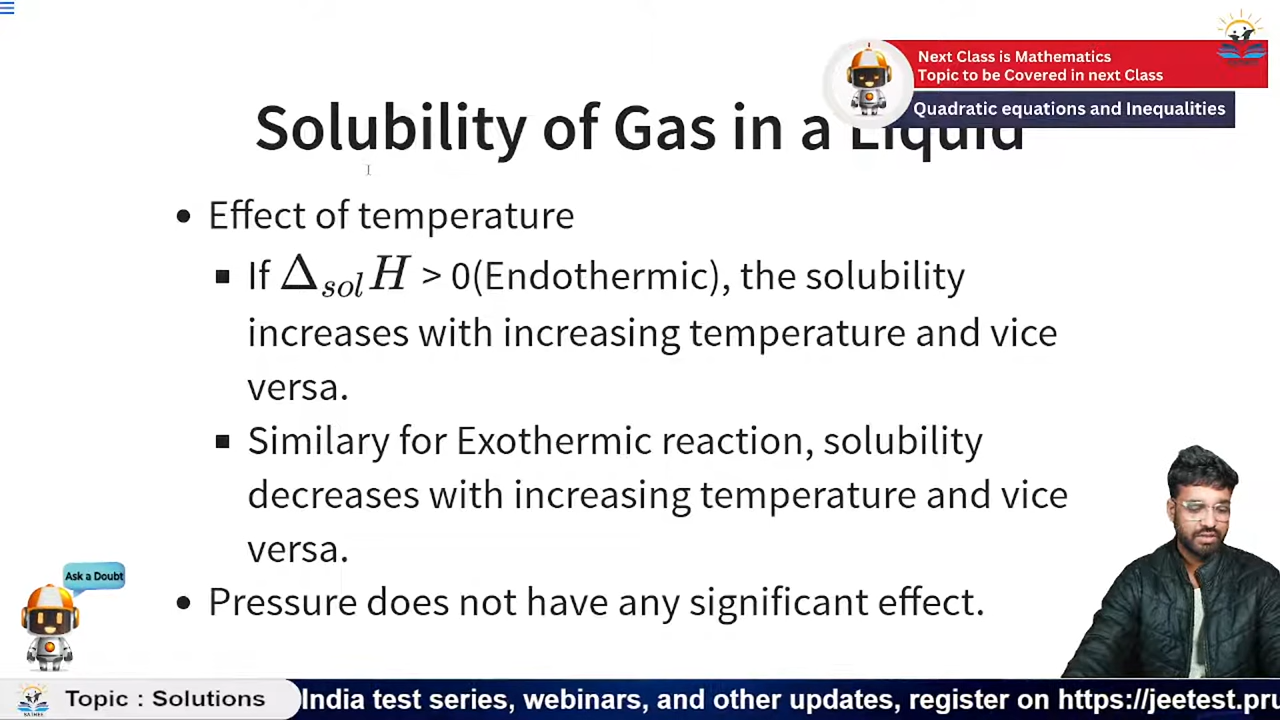 Next Class is Mathematics
Topic to be Covered in next Class
Quadratic equations and Inequalities
Solubility of Gas in a Liquid
• Effect of temperature
▪ If Δ_sol H > 0(Endothermic), the solubility
increases with increasing temperature and vice
versa.
▪ Similary for Exothermic reaction, solubility
decreases with increasing temperature and vice
versa.
• Pressure does not have any significant effect.
Ask a Doubt
Topic : Solutions
India test series, webinars, and other updates, register on https://jeetest.pru